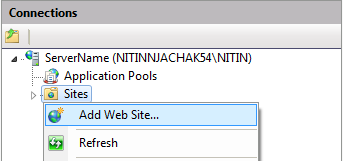 Connections
ServerName (NITINNJACHAK54\NITIN)
Application Pools
Sites
Add Web Site...
Refresh